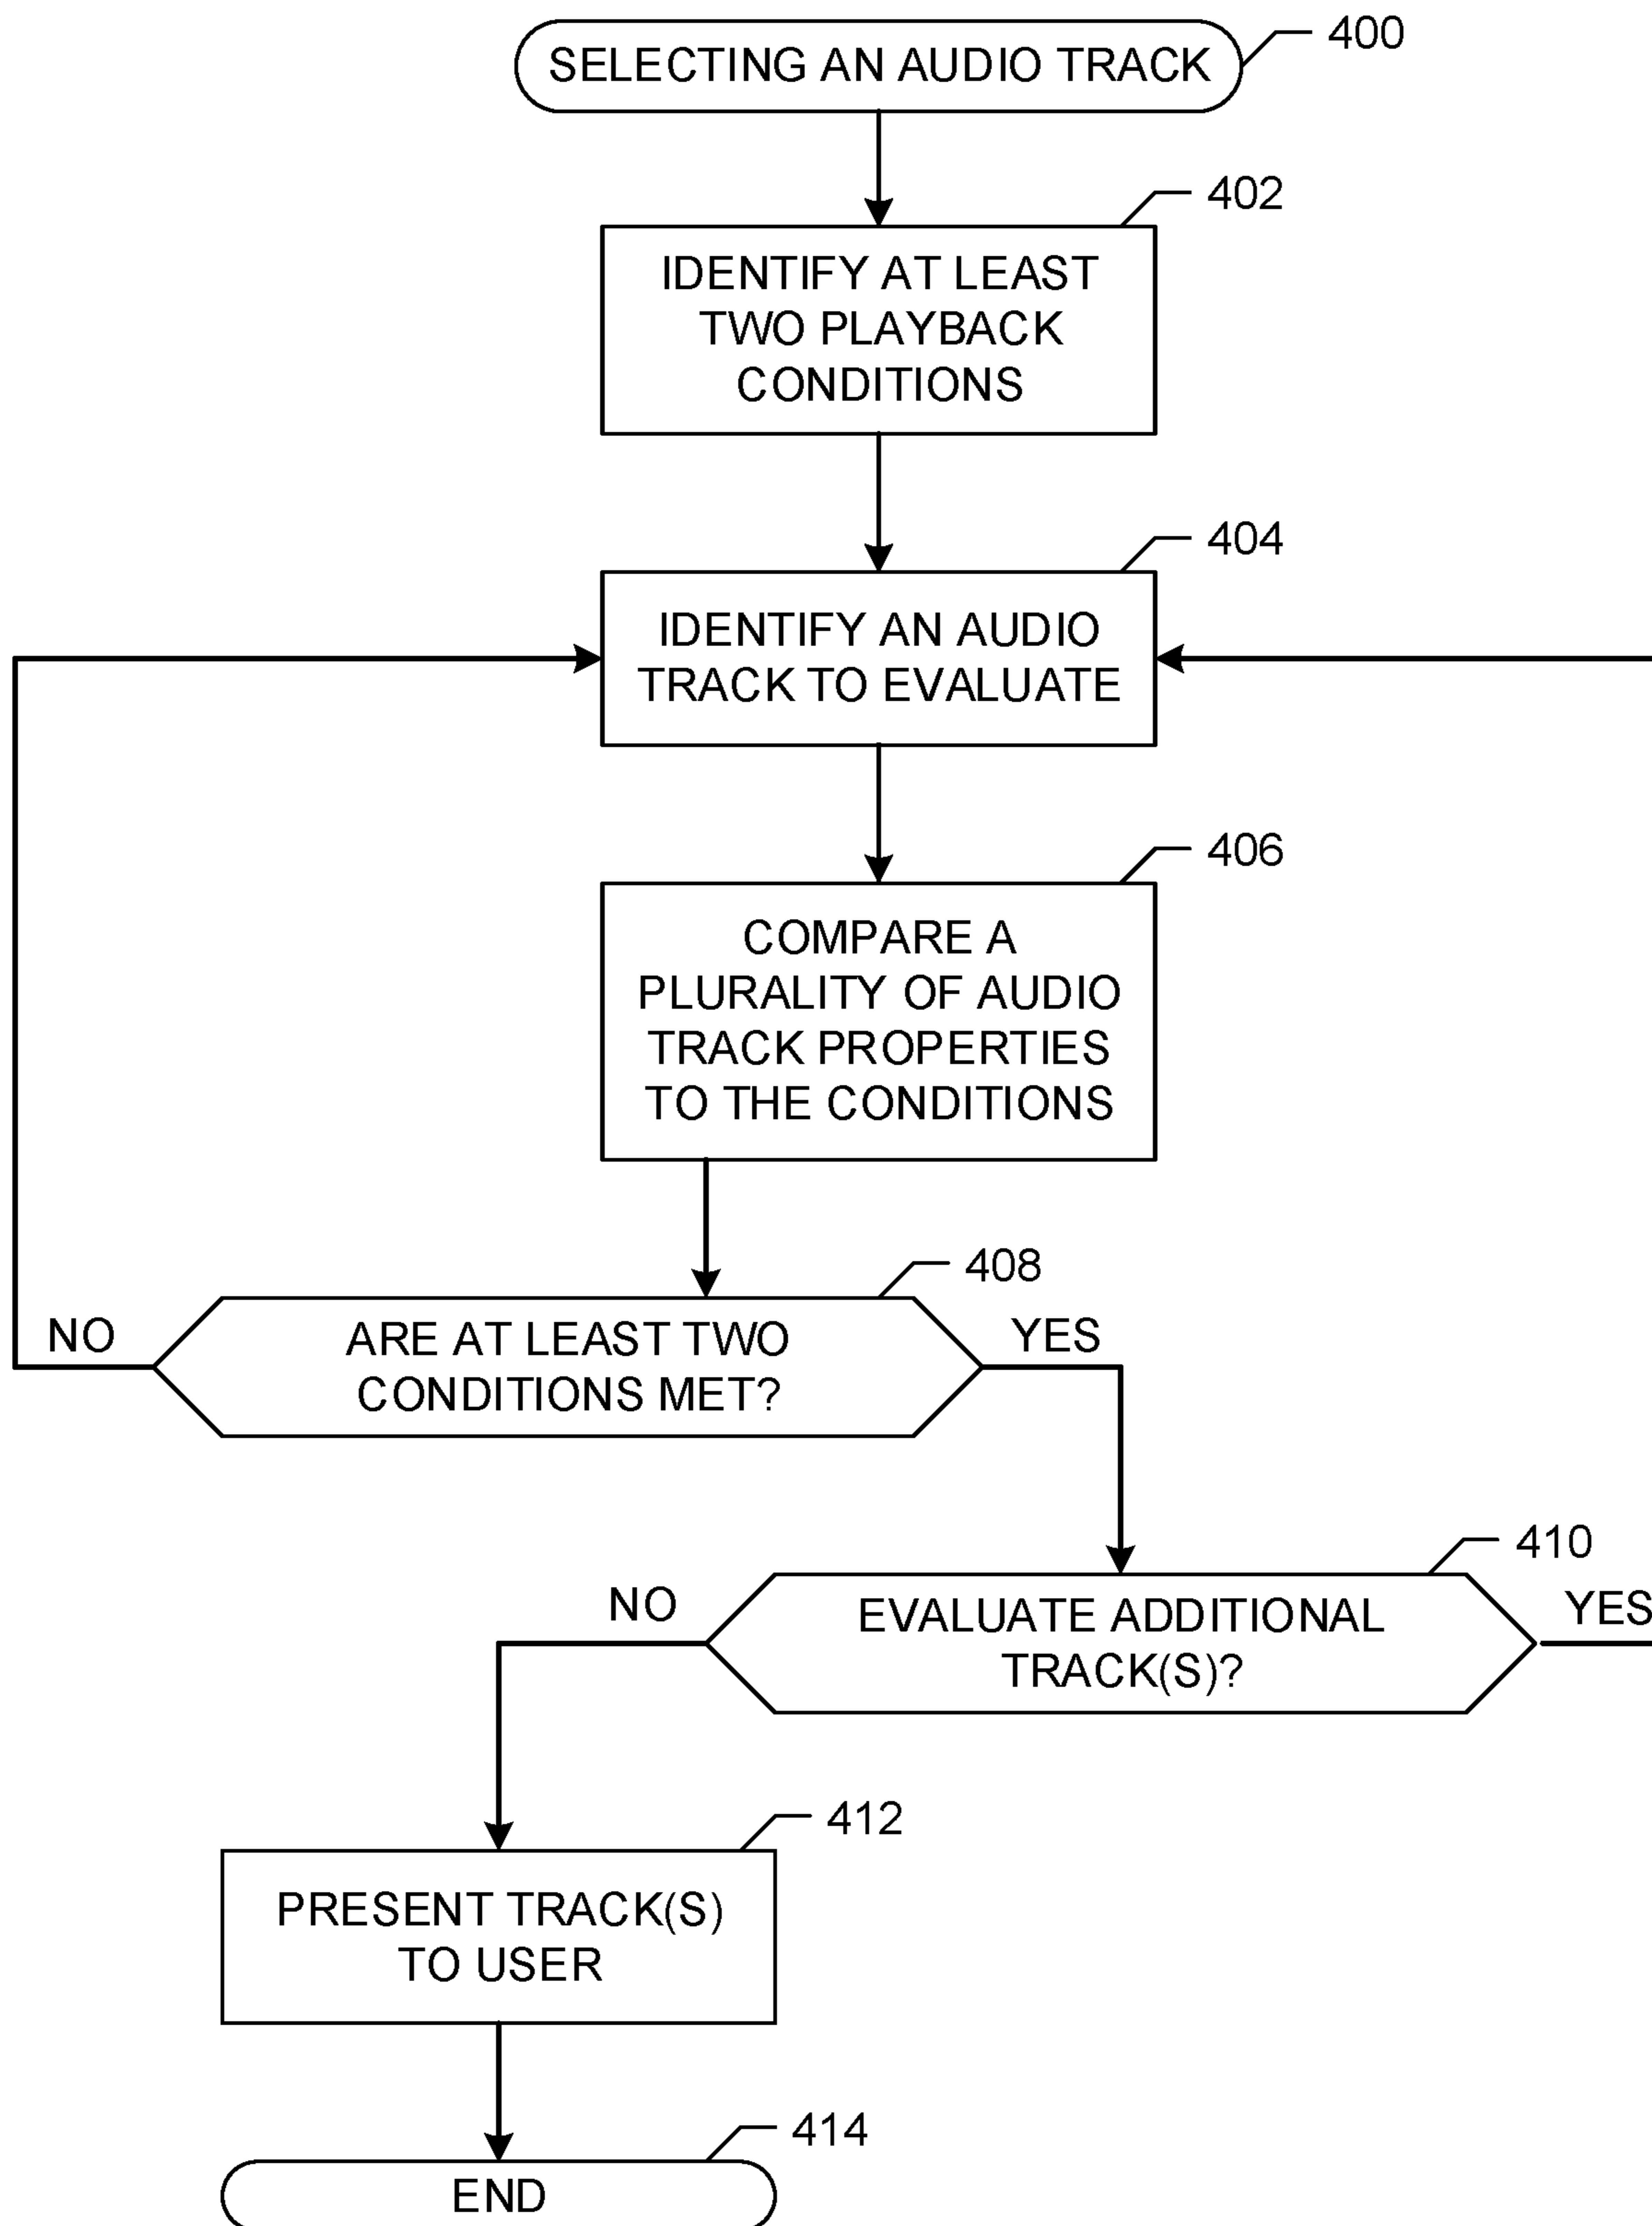 SELECTING AN AUDIO TRACK
400
402
IDENTIFY AT LEAST
TWO PLAYBACK
CONDITIONS
404
IDENTIFY AN AUDIO
TRACK TO EVALUATE
406
COMPARE A
PLURALITY OF AUDIO
TRACK PROPERTIES
TO THE CONDITIONS
408
NO
ARE AT LEAST TWO
CONDITIONS MET?
YES
410
NO
EVALUATE ADDITIONAL
TRACK(S)?
YES
412
PRESENT TRACK(S)
TO USER
414
END